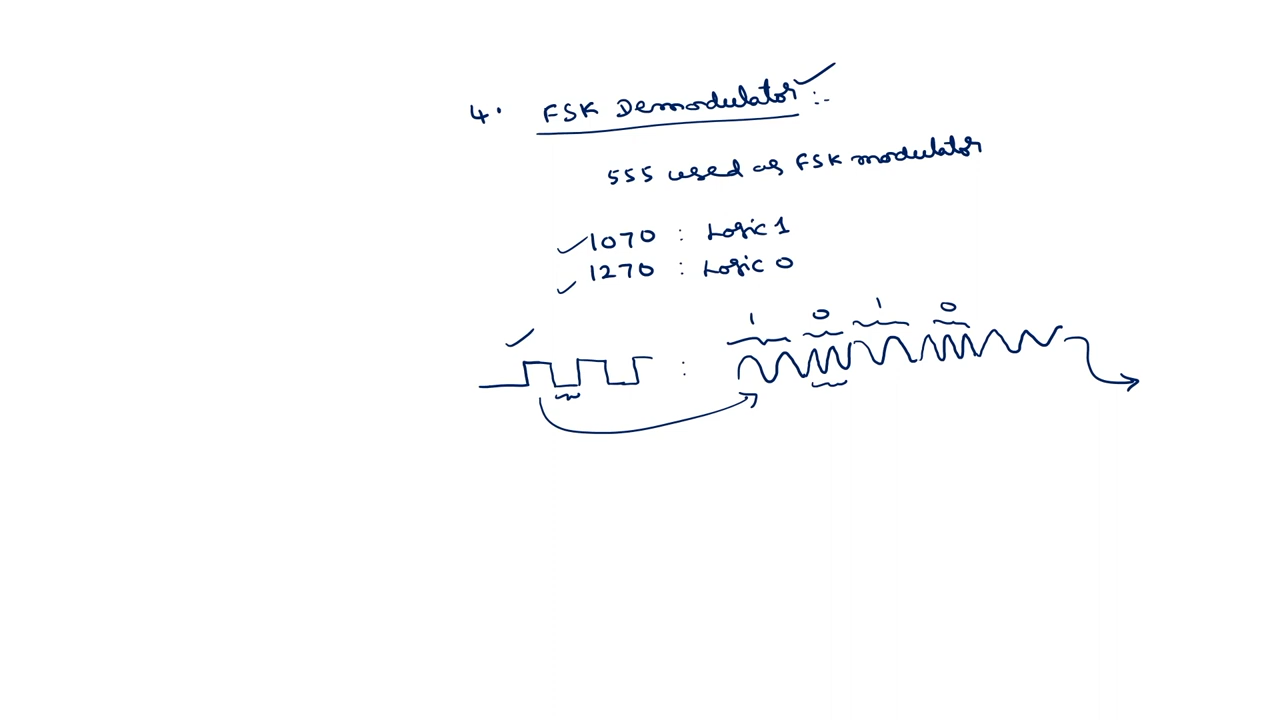 4. FSK Demodulator :-
555 used as FSK modulator
1070 : Logic 1
1270 : Logic 0
1 0 1 0
: